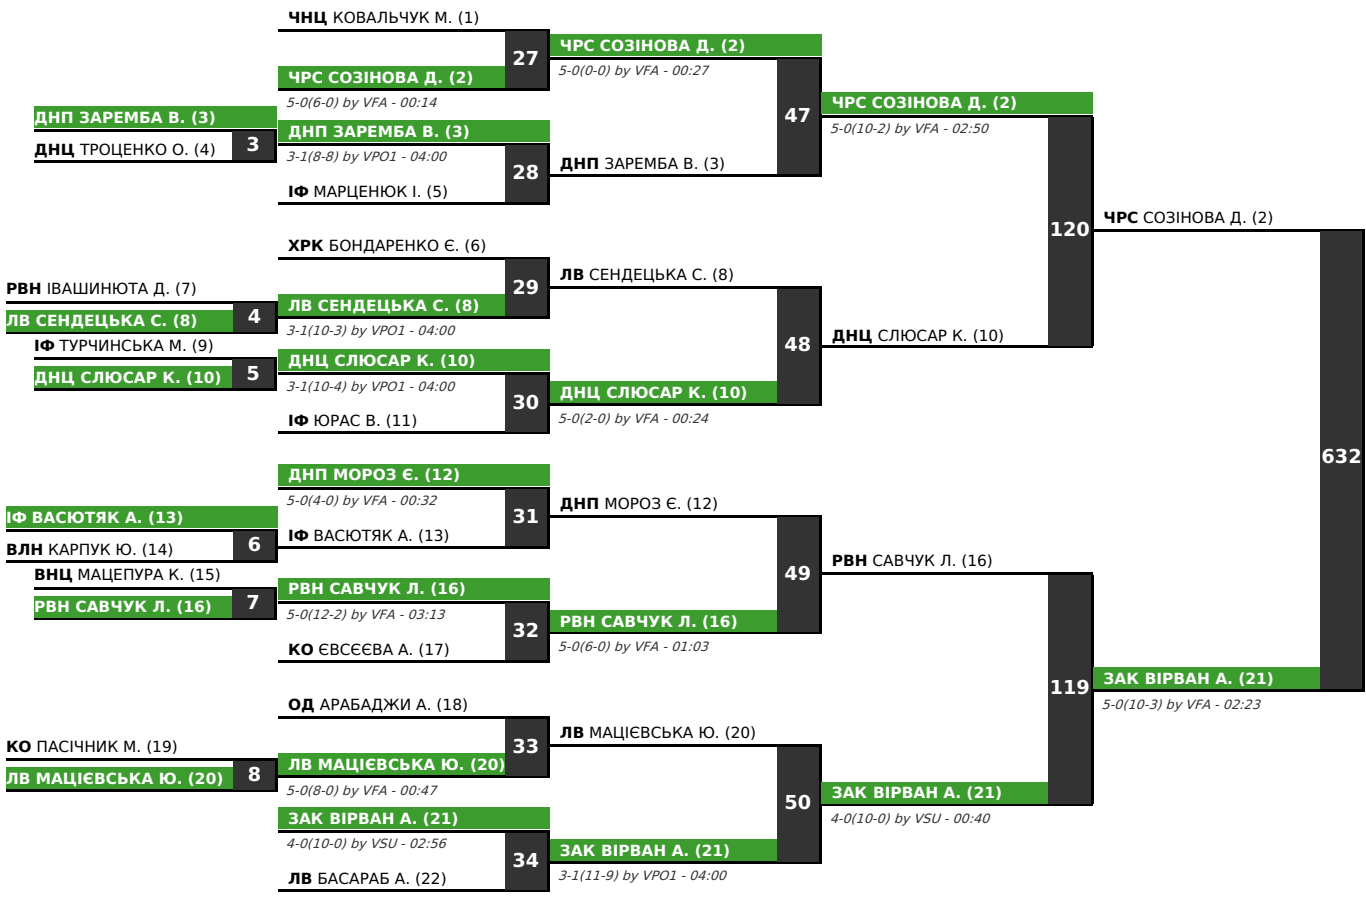 ЧНЦ КОВАЛЬЧУК М. (1)
27
ЧРС СОЗІНОВА Д. (2)
5-0(6-0) by VFA - 00:14
ДНП ЗАРЕМБА В. (3)
3
ДНЦ ТРОЦЕНКО О. (4)
ДНП ЗАРЕМБА В. (3)
3-1(8-8) by VPO1 - 04:00
28
ІФ МАРЦЕНЮК І. (5)
ЧРС СОЗІНОВА Д. (2)
5-0(0-0) by VFA - 00:27
47
ДНП ЗАРЕМБА В. (3)
ЧРС СОЗІНОВА Д. (2)
5-0(10-2) by VFA - 02:50
120
ХРК БОНДАРЕНКО Є. (6)
29
РВН ІВАШИНЮТА Д. (7)
4
ЛВ СЕНДЕЦЬКА С. (8)
ЛВ СЕНДЕЦЬКА С. (8)
3-1(10-3) by VPO1 - 04:00
ІФ ТУРЧИНСЬКА М. (9)
5
ДНЦ СЛЮСАР К. (10)
ДНЦ СЛЮСАР К. (10)
3-1(10-4) by VPO1 - 04:00
30
ІФ ЮРАС В. (11)
ЛВ СЕНДЕЦЬКА С. (8)
48
ДНЦ СЛЮСАР К. (10)
5-0(2-0) by VFA - 00:24
ДНЦ СЛЮСАР К. (10)
ЧРС СОЗІНОВА Д. (2)
632
ДНП МОРОЗ Є. (12)
5-0(4-0) by VFA - 00:32
31
ІФ ВАСЮТЯК А. (13)
6
ВЛН КАРПУК Ю. (14)
ІФ ВАСЮТЯК А. (13)
ВНЦ МАЦЕПУРА К. (15)
7
РВН САВЧУК Л. (16)
РВН САВЧУК Л. (16)
5-0(12-2) by VFA - 03:13
32
КО ЄВСЄЄВА А. (17)
ДНП МОРОЗ Є. (12)
49
РВН САВЧУК Л. (16)
5-0(6-0) by VFA - 01:03
РВН САВЧУК Л. (16)
119
ОД АРАБАДЖИ А. (18)
33
КО ПАСІЧНИК М. (19)
8
ЛВ МАЦІЄВСЬКА Ю. (20)
ЛВ МАЦІЄВСЬКА Ю. (20)
5-0(8-0) by VFA - 00:47
ЗАК ВІРВАН А. (21)
4-0(10-0) by VSU - 02:56
34
ЛВ БАСАРАБ А. (22)
ЛВ МАЦІЄВСЬКА Ю. (20)
50
ЗАК ВІРВАН А. (21)
3-1(11-9) by VPO1 - 04:00
ЗАК ВІРВАН А. (21)
4-0(10-0) by VSU - 00:40
ЗАК ВІРВАН А. (21)
5-0(10-3) by VFA - 02:23